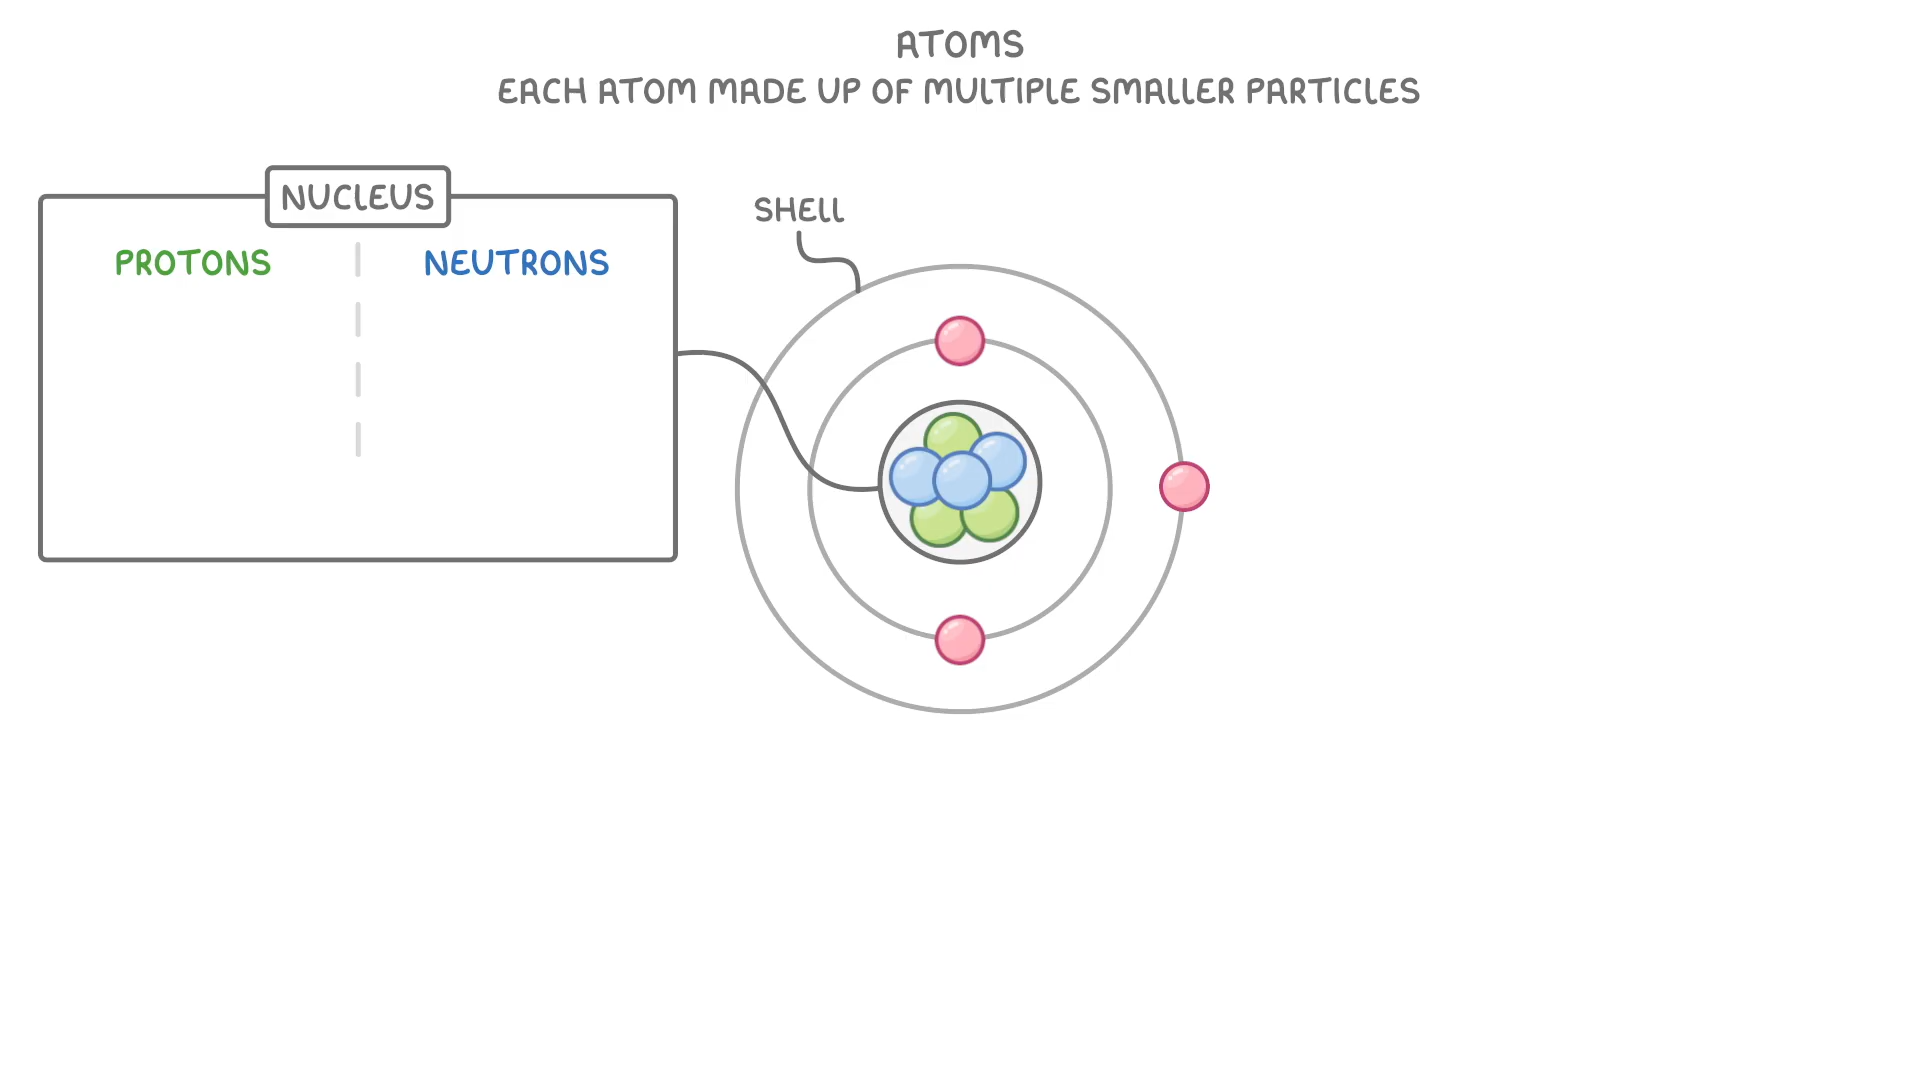 ATOMS
EACH ATOM MADE UP OF MULTIPLE SMALLER PARTICLES
NUCLEUS
PROTONS
NEUTRONS
SHELL